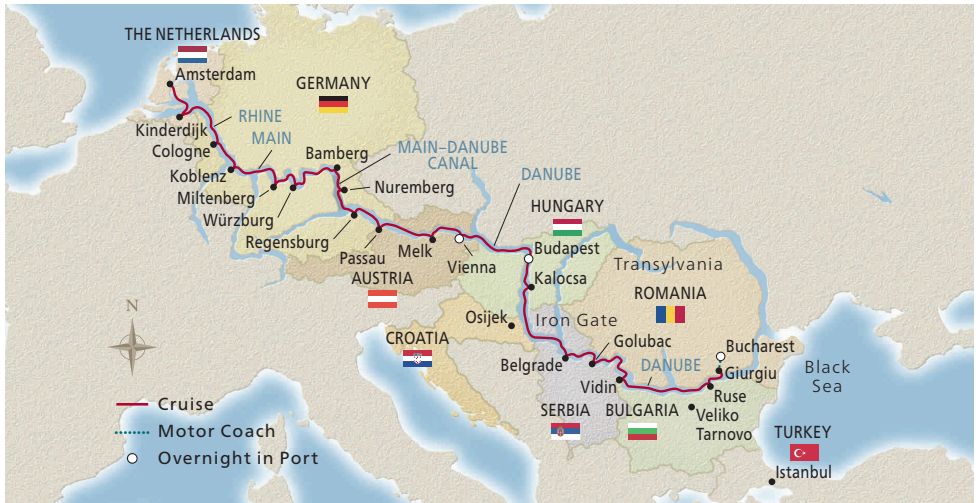 THE NETHERLANDS
Amsterdam
GERMANY
Kinderdijk
RHINE
Cologne
MAIN
Koblenz
Bamberg
MAIN–DANUBE
CANAL
Miltenberg
Nuremberg
DANUBE
Würzburg
HUNGARY
Regensburg
Budapest
Passau
Melk
Vienna
Transylvania
AUSTRIA
Kalocsa
ROMANIA
N
Osijek
Iron Gate
CROATIA
Golubac
Bucharest
Belgrade
DANUBE
Giurgiu
Black
Sea
Vidin
Ruse
Cruise
SERBIA
BULGARIA
Veliko
Tarnovo
Motor Coach
TURKEY
Overnight in Port
Istanbul